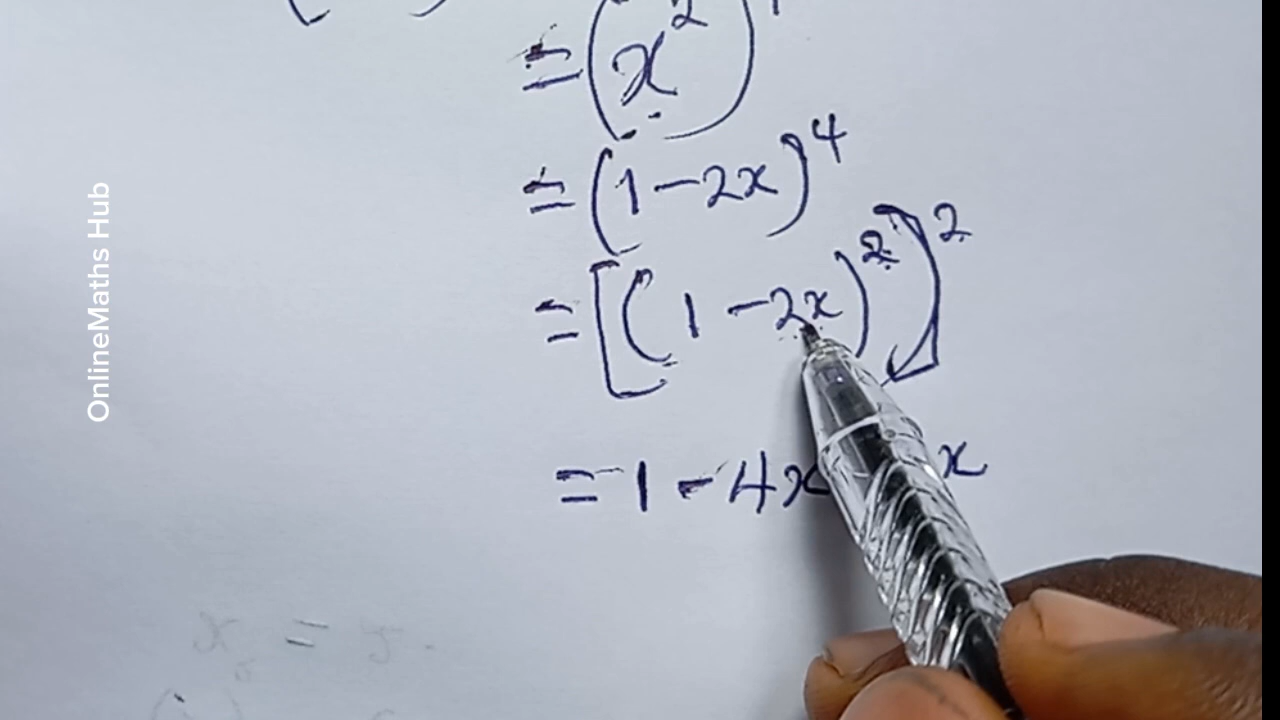 = (x²)
= (1 - 2x)⁴
= [(1 - 2x)²]²
= 1 - 4x x
OnlineMaths Hub